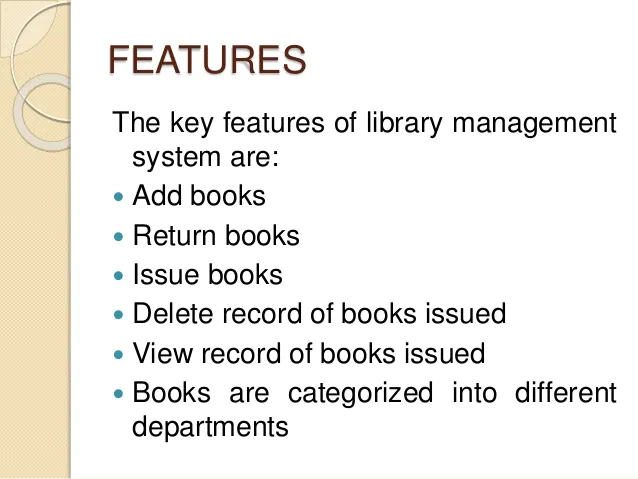 FEATURES
The key features of library management
system are:
• Add books
• Return books
• Issue books
• Delete record of books issued
• View record of books issued
• Books are categorized into different
departments